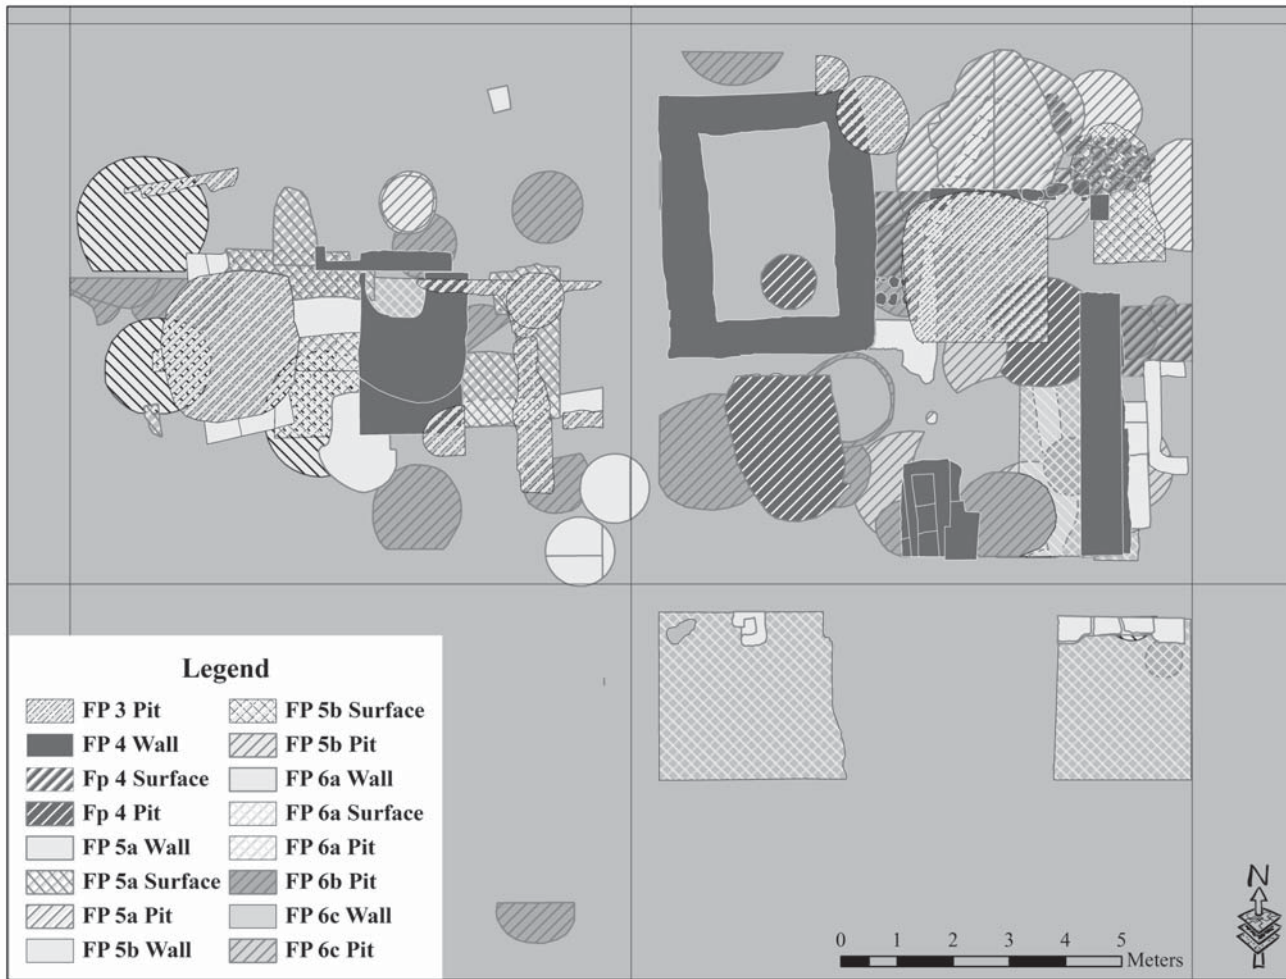 Legend
FP 3 Pit
FP 4 Wall
Fp 4 Surface
Fp 4 Pit
FP 5a Wall
FP 5a Surface
FP 5a Pit
FP 5b Wall
FP 5b Surface
FP 5b Pit
FP 6a Wall
FP 6a Surface
FP 6a Pit
FP 6b Pit
FP 6c Wall
FP 6c Pit
N
0 1 2 3 4 5
Meters